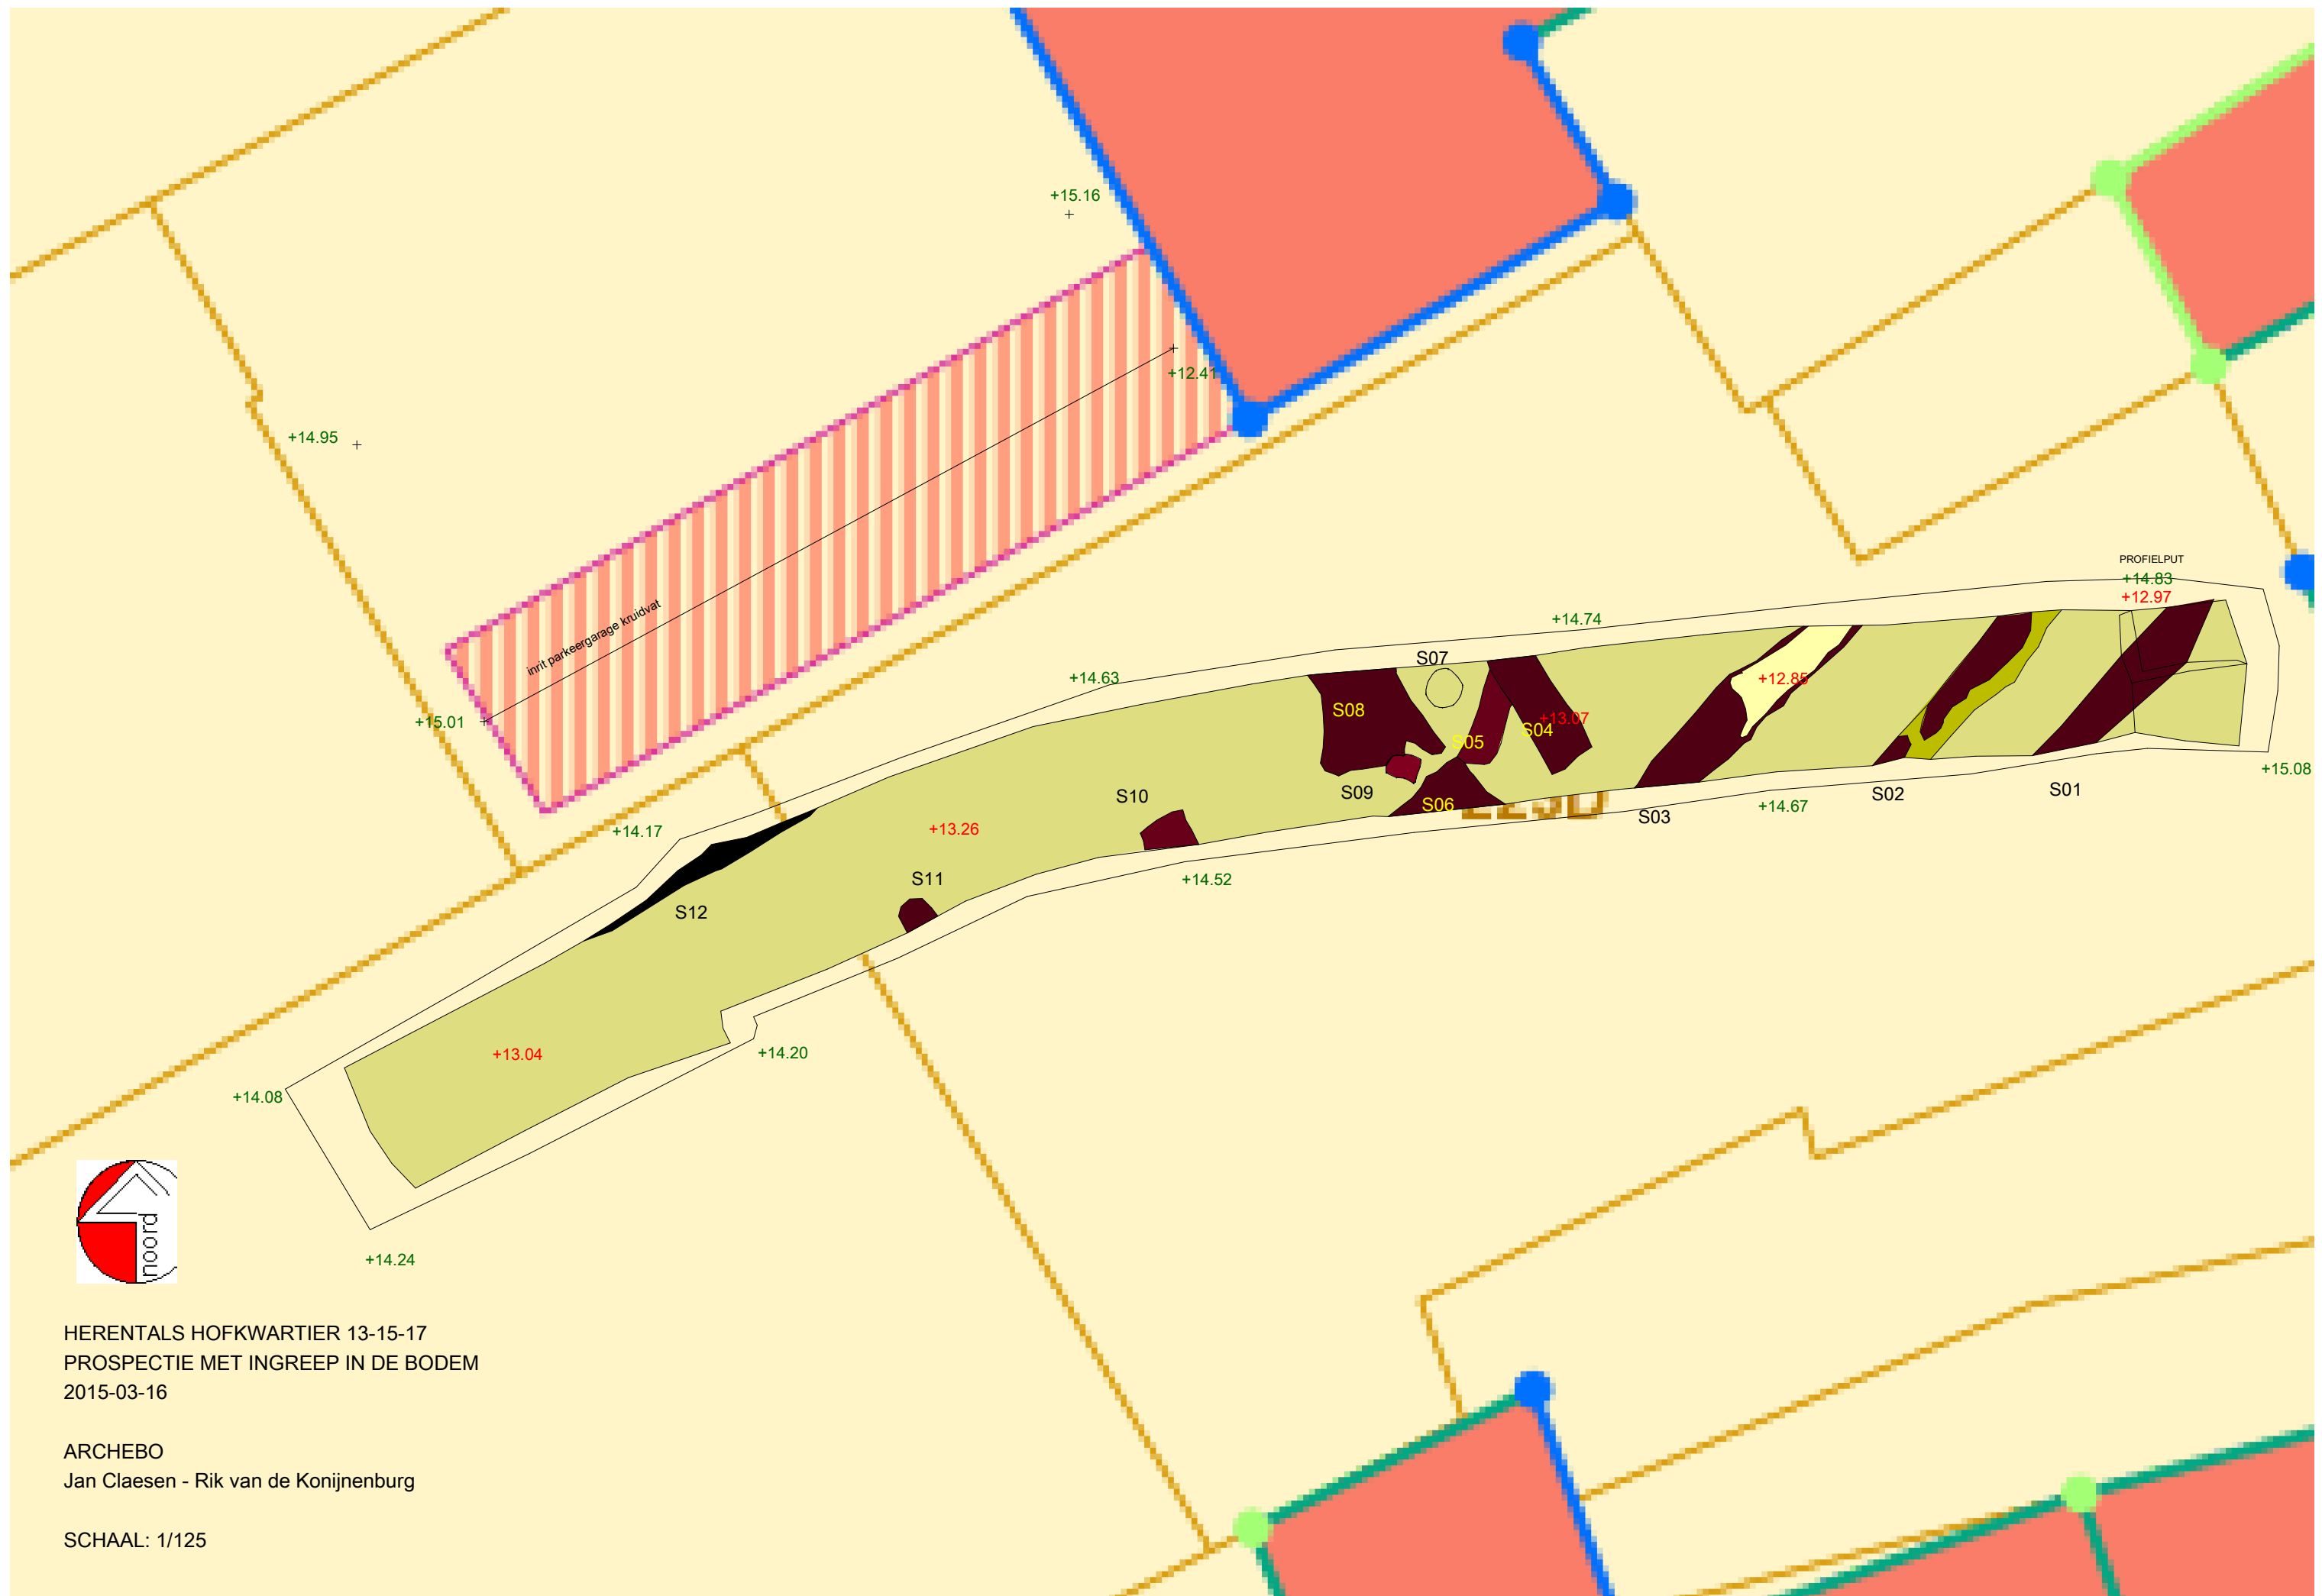 +15.16
+12.41
+14.95
inrit parkeergarage kruidvat
+15.01
PROFIELPUT
+14.83
+12.97
+14.74
S07
+14.63
+12.85
S08
+13.07
S04
S05
+15.08
S01
S02
+14.67
S03
S09
S06
S10
+13.26
+14.17
S11
+14.52
S12
+13.04
+14.20
+14.08
noord
+14.24
HERENTALS HOFKWARTIER 13-15-17
PROSPECTIE MET INGREEP IN DE BODEM
2015-03-16
ARCHEBO
Jan Claesen - Rik van de Konijnenburg
SCHAAL: 1/125